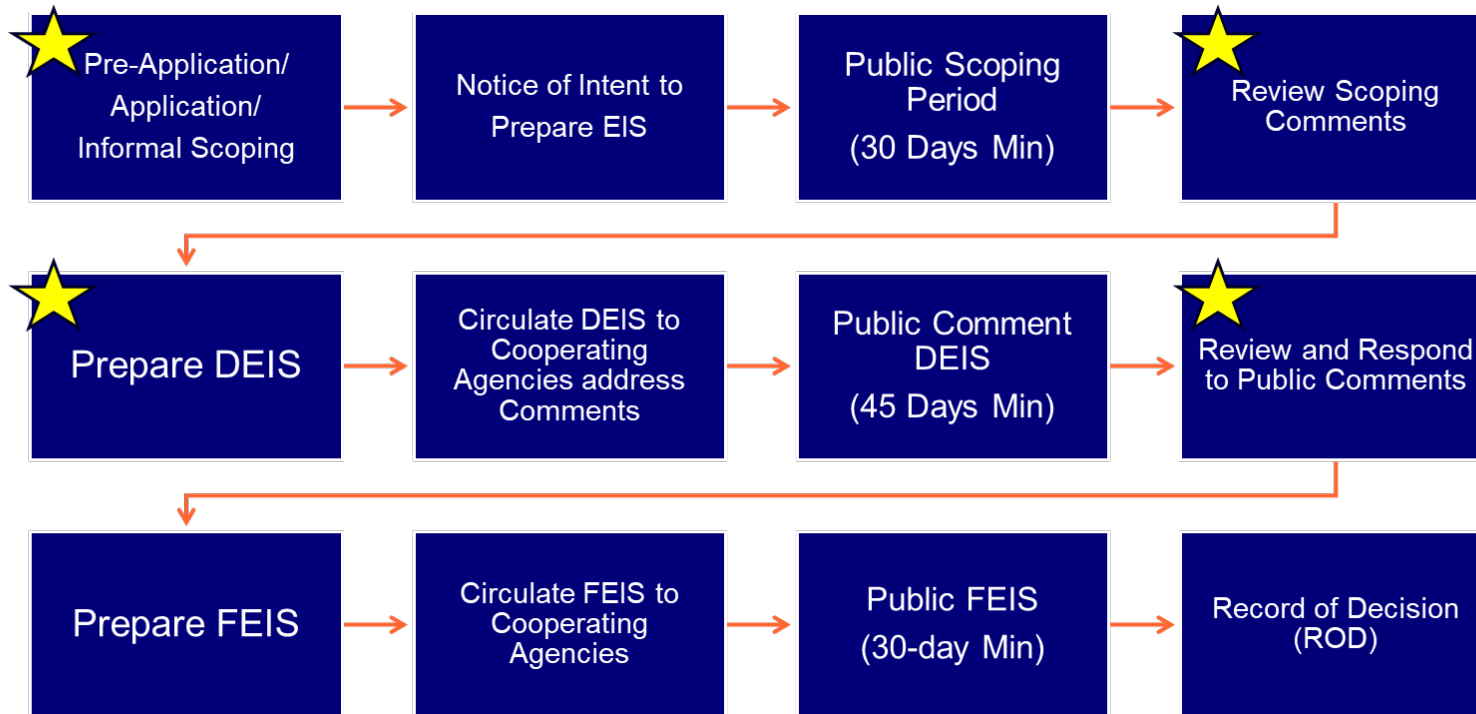 Pre-Application/
Application/
Informal Scoping
Notice of Intent to
Prepare EIS
Public Scoping
Period
(30 Days Min)
Review Scoping
Comments
Prepare DEIS
Circulate DEIS to
Cooperating
Agencies address
Comments
Public Comment
DEIS
(45 Days Min)
Review and Respond
to Public Comments
Prepare FEIS
Circulate FEIS to
Cooperating
Agencies
Public FEIS
(30-day Min)
Record of Decision
(ROD)